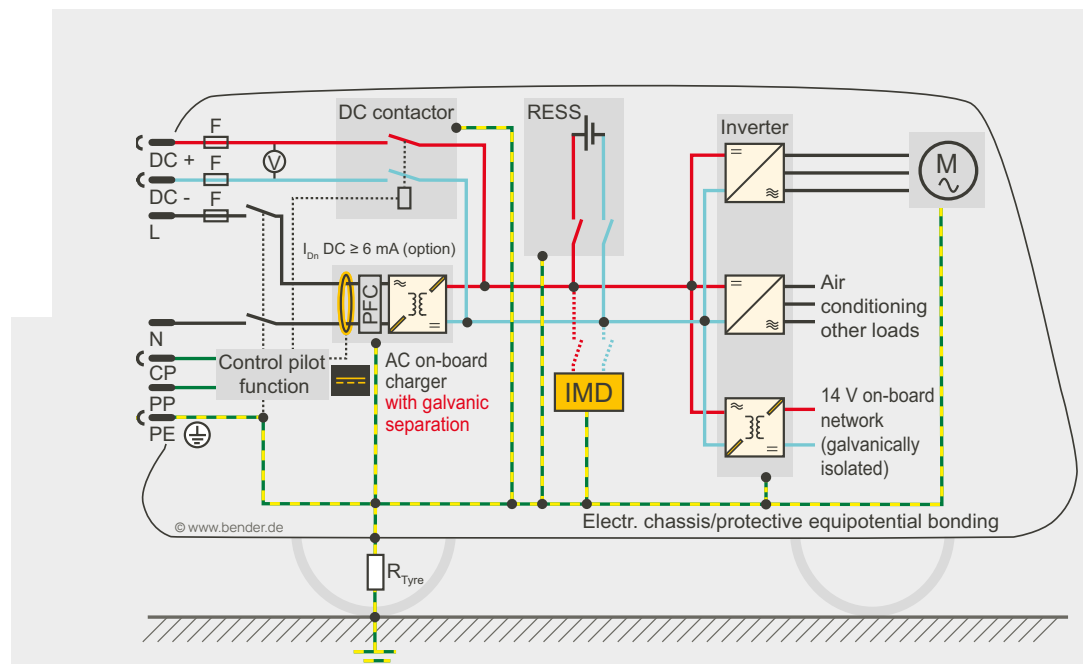 DC contactor
RESS
Inverter
F
DC +
F
V
DC -
F
L
M
I_Dn DC ≥ 6 mA (option)
PFC
N
CP
PP
PE
Control pilot
function
AC on-board
charger
with galvanic
separation
IMD
Air
conditioning
other loads
14 V on-board
network
(galvanically
isolated)
© www.bender.de
Electr. chassis/protective equipotential bonding
R_Tyre